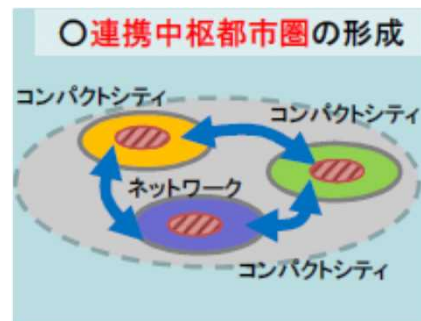 〇連携中枢都市圏の形成
コンパクトシティ
コンパクトシティ
ネットワーク
コンパクトシティ